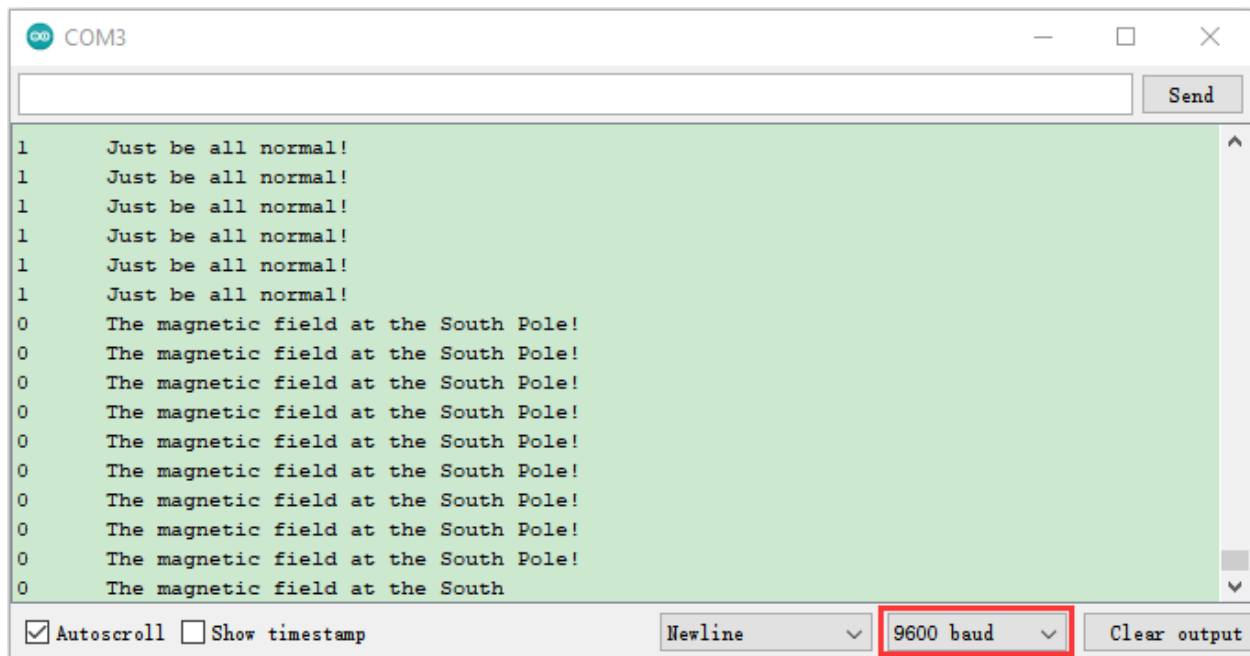 COM3
Send
1 Just be all normal!
1 Just be all normal!
1 Just be all normal!
1 Just be all normal!
1 Just be all normal!
1 Just be all normal!
0 The magnetic field at the South Pole!
0 The magnetic field at the South Pole!
0 The magnetic field at the South Pole!
0 The magnetic field at the South Pole!
0 The magnetic field at the South Pole!
0 The magnetic field at the South Pole!
0 The magnetic field at the South Pole!
0 The magnetic field at the South Pole!
0 The magnetic field at the South Pole!
0 The magnetic field at the South
Autoscroll Show timestamp Newline 9600 baud Clear output